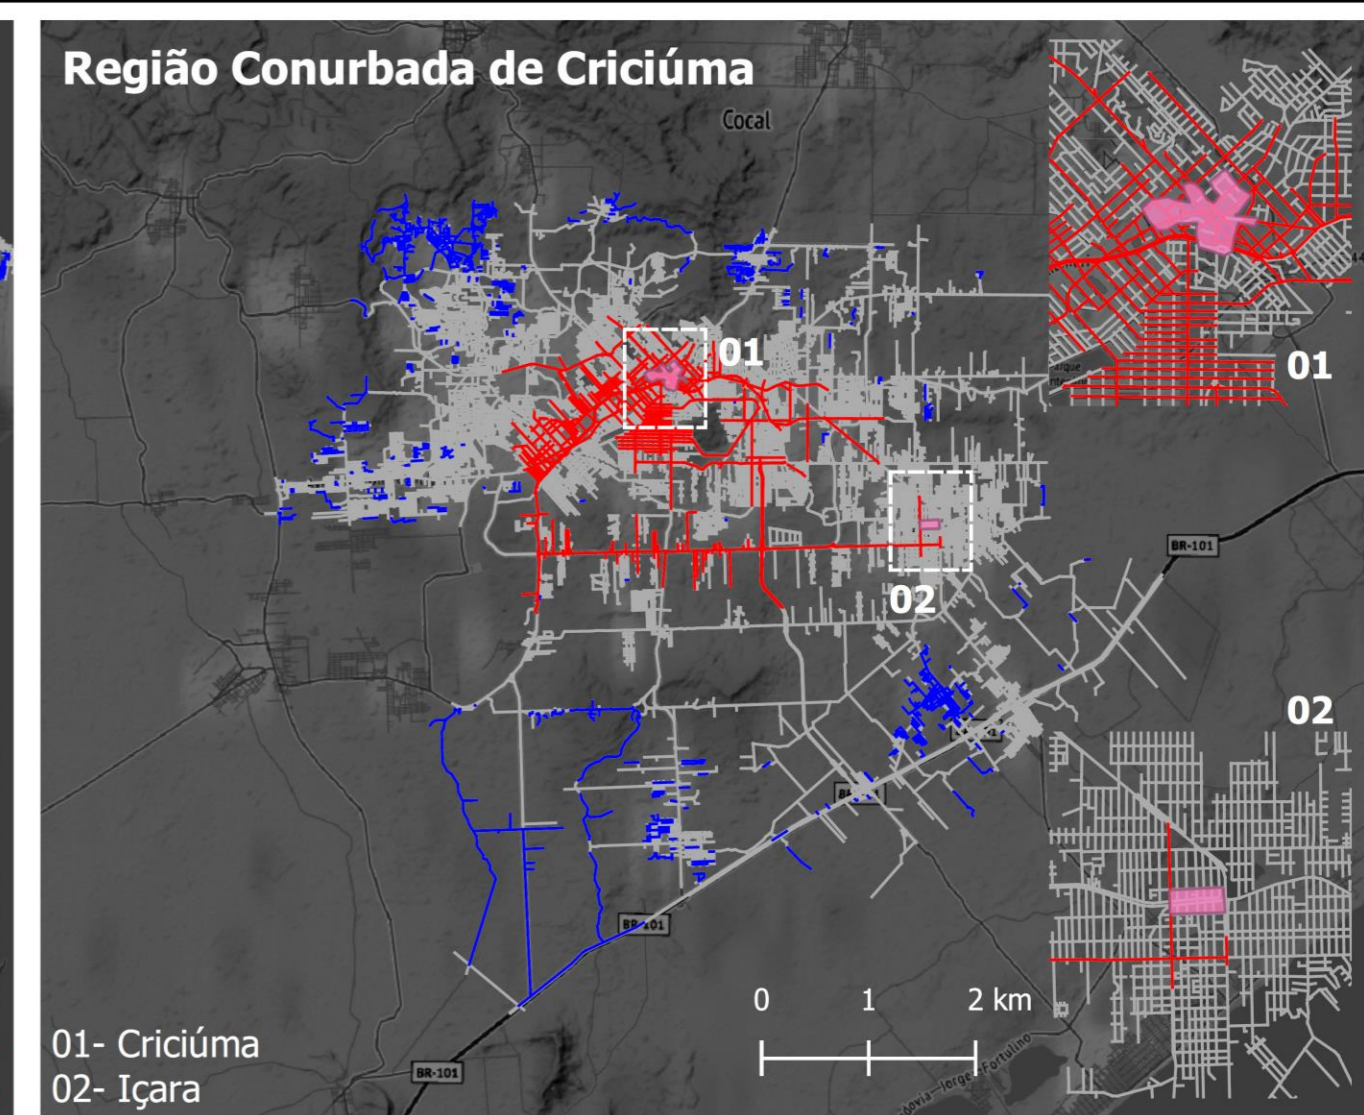 Região Conurbada de Criciúma
Cocal
01
01
02
BR-101
02
BR-101
0 1 2 km
01- Criciúma
02- Içara
BR-101